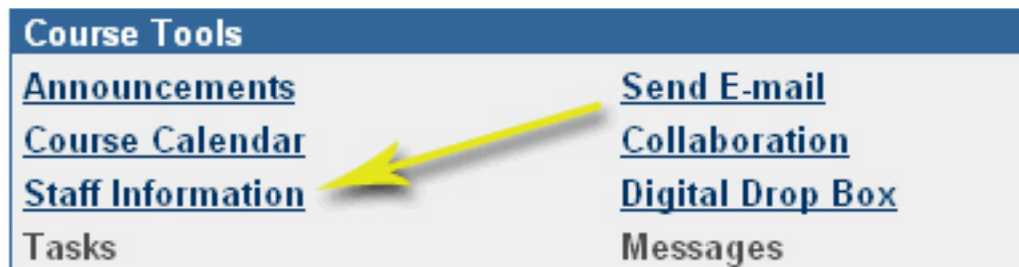 Course Tools
Announcements
Send E-mail
Course Calendar
Collaboration
Staff Information
Digital Drop Box
Tasks
Messages